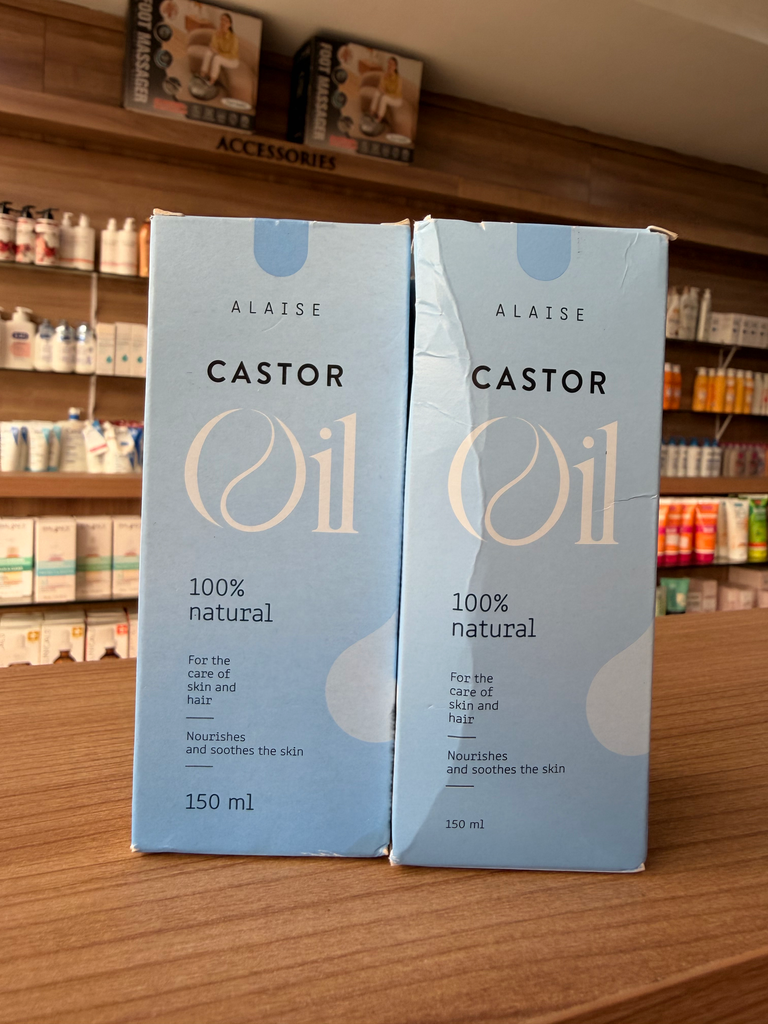 FOOT MASSAGER
FOOT MASSAGER
ACCESSORIES
ALAISE
CASTOR
Oil
100%
natural
For the
care of
skin and
hair
Nourishes
and soothes the skin
150 ml
ALAISE
CASTOR
Oil
100%
natural
For the
care of
skin and
hair
Nourishes
and soothes the skin
150 ml